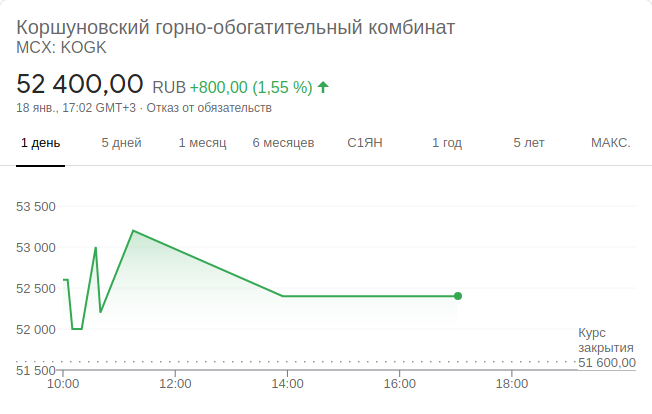 Коршуновский горно-обогатительный комбинат
MCX: KOGK
52 400,00 RUB +800,00 (1,55 %)
18 янв., 17:02 GMT+3 · Отказ от обязательств
1 день 5 дней 1 месяц 6 месяцев С1ЯН 1 год 5 лет МАКС.
53 500
53 000
52 500
52 000
Курс
закрытия
51 600,00
51 500
10:00 12:00 14:00 16:00 18:00